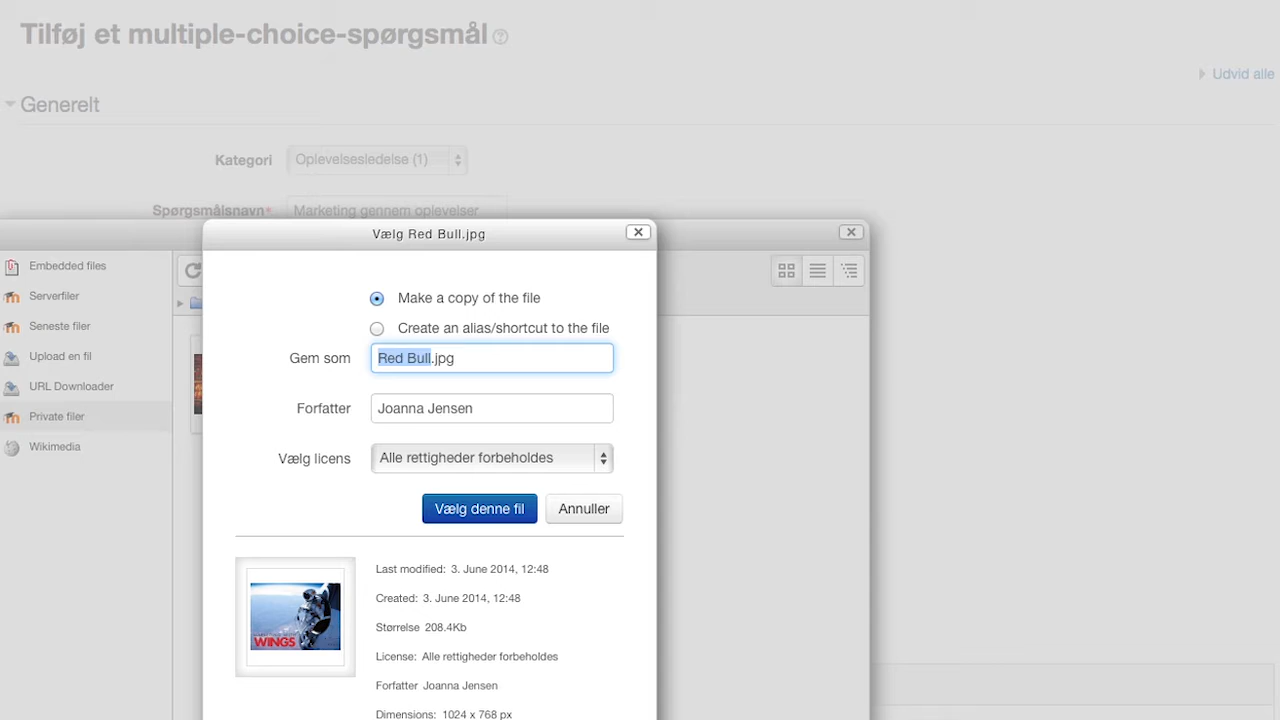 Tilføj et multiple-choice-spørgsmål
Udvid alle
Generelt
Kategori Oplevelsesledelse (1)
Spørgsmålsnavn* Marketing gennem oplevelser
Vælg Red Bull.jpg
Embedded files
Serverfiler
Seneste filer
Upload en fil
URL Downloader
Private filer
Wikimedia
Make a copy of the file
Create an alias/shortcut to the file
Gem som Red Bull.jpg
Forfatter Joanna Jensen
Vælg licens Alle rettigheder forbeholdes
Vælg denne fil Annuller
WINGS
Last modified: 3. June 2014, 12:48
Created: 3. June 2014, 12:48
Størrelse 208.4Kb
License: Alle rettigheder forbeholdes
Forfatter Joanna Jensen
Dimensions: 1024 x 768 px